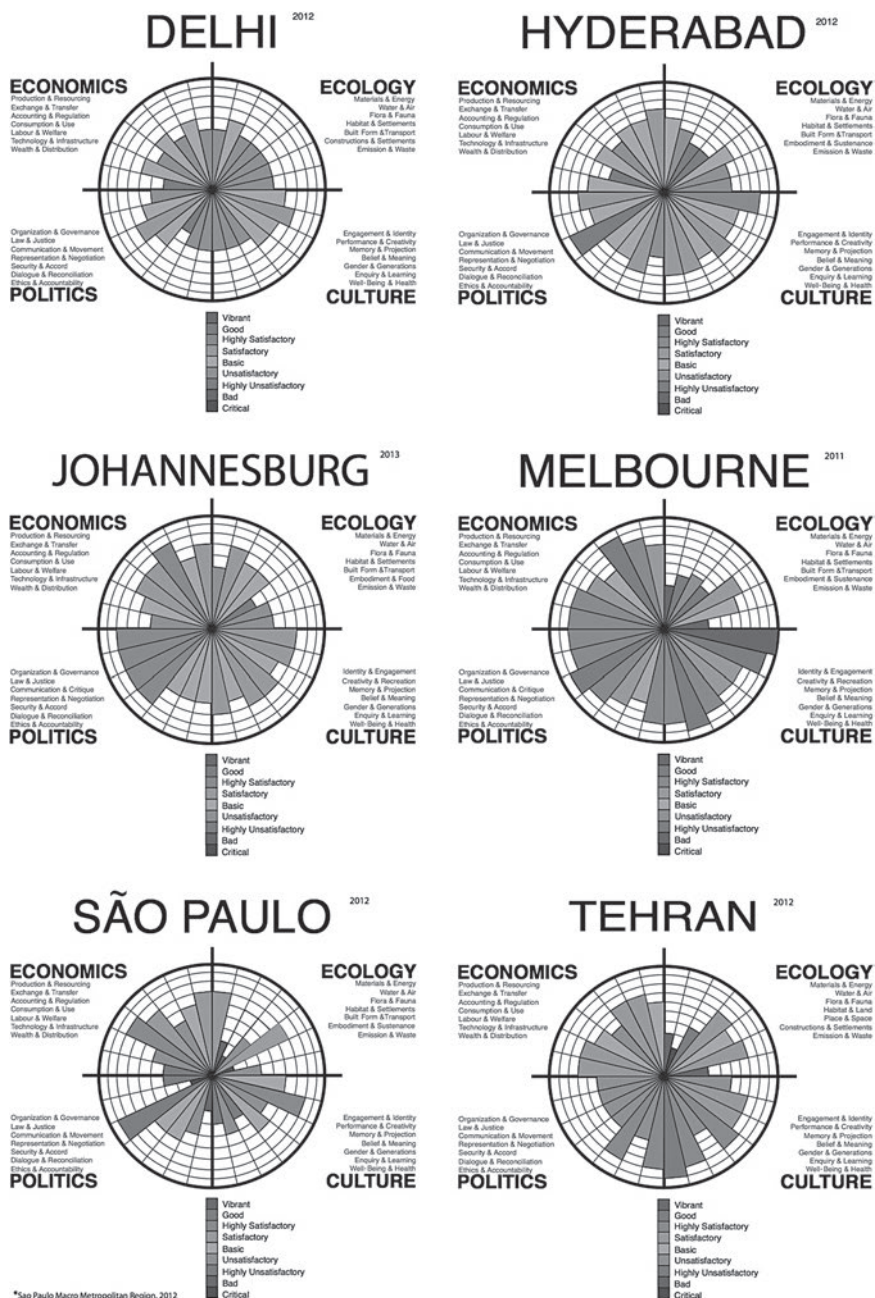 DELHI 2012
ECONOMICS
Production & Resourcing
Exchange & Transfer
Accounting & Regulation
Consumption & Use
Labour & Welfare
Technology & Infrastructure
Wealth & Distribution
ECOLOGY
Materials & Energy
Water & Air
Flora & Fauna
Habitat & Settlements
Built Form &Transport
Constructions & Settlements
Emission & Waste
Organization & Governance
Law & Justice
Communication & Movement
Representation & Negotiation
Security & Accord
Dialogue & Reconciliation
Ethics & Accountability
POLITICS
Engagement & Identity
Performance & Creativity
Memory & Projection
Belief & Meaning
Gender & Generations
Enquiry & Learning
Well-Being & Health
CULTURE
Vibrant
Good
Highly Satisfactory
Satisfactory
Basic
Unsatisfactory
Highly Unsatisfactory
Bad
Critical
HYDERABAD 2012
ECONOMICS
Production & Resourcing
Exchange & Transfer
Accounting & Regulation
Consumption & Use
Labour & Welfare
Technology & Infrastructure
Wealth & Distribution
ECOLOGY
Materials & Energy
Water & Air
Flora & Fauna
Habitat & Settlements
Built Form &Transport
Embodiment & Sustenance
Emission & Waste
Organization & Governance
Law & Justice
Communication & Movement
Representation & Negotiation
Security & Accord
Dialogue & Reconciliation
Ethics & Accountability
POLITICS
Engagement & Identity
Performance & Creativity
Memory & Projection
Belief & Meaning
Gender & Generations
Enquiry & Learning
Well-Being & Health
CULTURE
Vibrant
Good
Highly Satisfactory
Satisfactory
Basic
Unsatisfactory
Highly Unsatisfactory
Bad
Critical
JOHANNESBURG 2013
ECONOMICS
Production & Resourcing
Exchange & Transfer
Accounting & Regulation
Consumption & Use
Labour & Welfare
Technology & Infrastructure
Wealth & Distribution
ECOLOGY
Materials & Energy
Water & Air
Flora & Fauna
Habitat & Settlements
Built Form &Transport
Embodiment & Food
Emission & Waste
Organization & Governance
Law & Justice
Communication & Critique
Representation & Negotiation
Security & Accord
Dialogue & Reconciliation
Ethics & Accountability
POLITICS
Identity & Engagement
Creativity & Recreation
Memory & Projection
Belief & Meaning
Gender & Generations
Enquiry & Learning
Well-Being & Health
CULTURE
Vibrant
Good
Highly Satisfactory
Satisfactory
Basic
Unsatisfactory
Highly Unsatisfactory
Bad
Critical
MELBOURNE 2011
ECONOMICS
Production & Resourcing
Exchange & Transfer
Accounting & Regulation
Consumption & Use
Labour & Welfare
Technology & Infrastructure
Wealth & Distribution
ECOLOGY
Materials & Energy
Water & Air
Flora & Fauna
Habitat & Settlements
Built Form &Transport
Embodiment & Sustenance
Emission & Waste
Organization & Governance
Law & Justice
Communication & Critique
Representation & Negotiation
Security & Accord
Dialogue & Reconciliation
Ethics & Accountability
POLITICS
Identity & Engagement
Creativity & Recreation
Memory & Projection
Belief & Meaning
Gender & Generations
Enquiry & Learning
Well-Being & Health
CULTURE
Vibrant
Good
Highly Satisfactory
Satisfactory
Basic
Unsatisfactory
Highly Unsatisfactory
Bad
Critical
SÃO PAULO 2012
ECONOMICS
Production & Resourcing
Exchange & Transfer
Accounting & Regulation
Consumption & Use
Labour & Welfare
Technology & Infrastructure
Wealth & Distribution
ECOLOGY
Materials & Energy
Water & Air
Flora & Fauna
Habitat & Settlements
Built Form &Transport
Embodiment & Sustenance
Emission & Waste
Organization & Governance
Law & Justice
Communication & Movement
Representation & Negotiation
Security & Accord
Dialogue & Reconciliation
Ethics & Accountability
POLITICS
Engagement & Identity
Performance & Creativity
Memory & Projection
Belief & Meaning
Gender & Generations
Enquiry & Learning
Well-Being & Health
CULTURE
Vibrant
Good
Highly Satisfactory
Satisfactory
Basic
Unsatisfactory
Highly Unsatisfactory
Bad
Critical
*Sao Paulo Macro Metropolitan Region, 2012
TEHRAN 2012
ECONOMICS
Production & Resourcing
Exchange & Transfer
Accounting & Regulation
Consumption & Use
Labour & Welfare
Technology & Infrastructure
Wealth & Distribution
ECOLOGY
Materials & Energy
Water & Air
Flora & Fauna
Habitat & Land
Place & Space
Constructions & Settlements
Emission & Waste
Organization & Governance
Law & Justice
Communication & Movement
Representation & Negotiation
Security & Accord
Dialogue & Reconciliation
Ethics & Accountability
POLITICS
Engagement & Identity
Performance & Creativity
Memory & Projection
Belief & Meaning
Gender & Generations
Enquiry & Learning
Well-Being & Health
CULTURE
Vibrant
Good
Highly Satisfactory
Satisfactory
Basic
Unsatisfactory
Highly Unsatisfactory
Bad
Critical